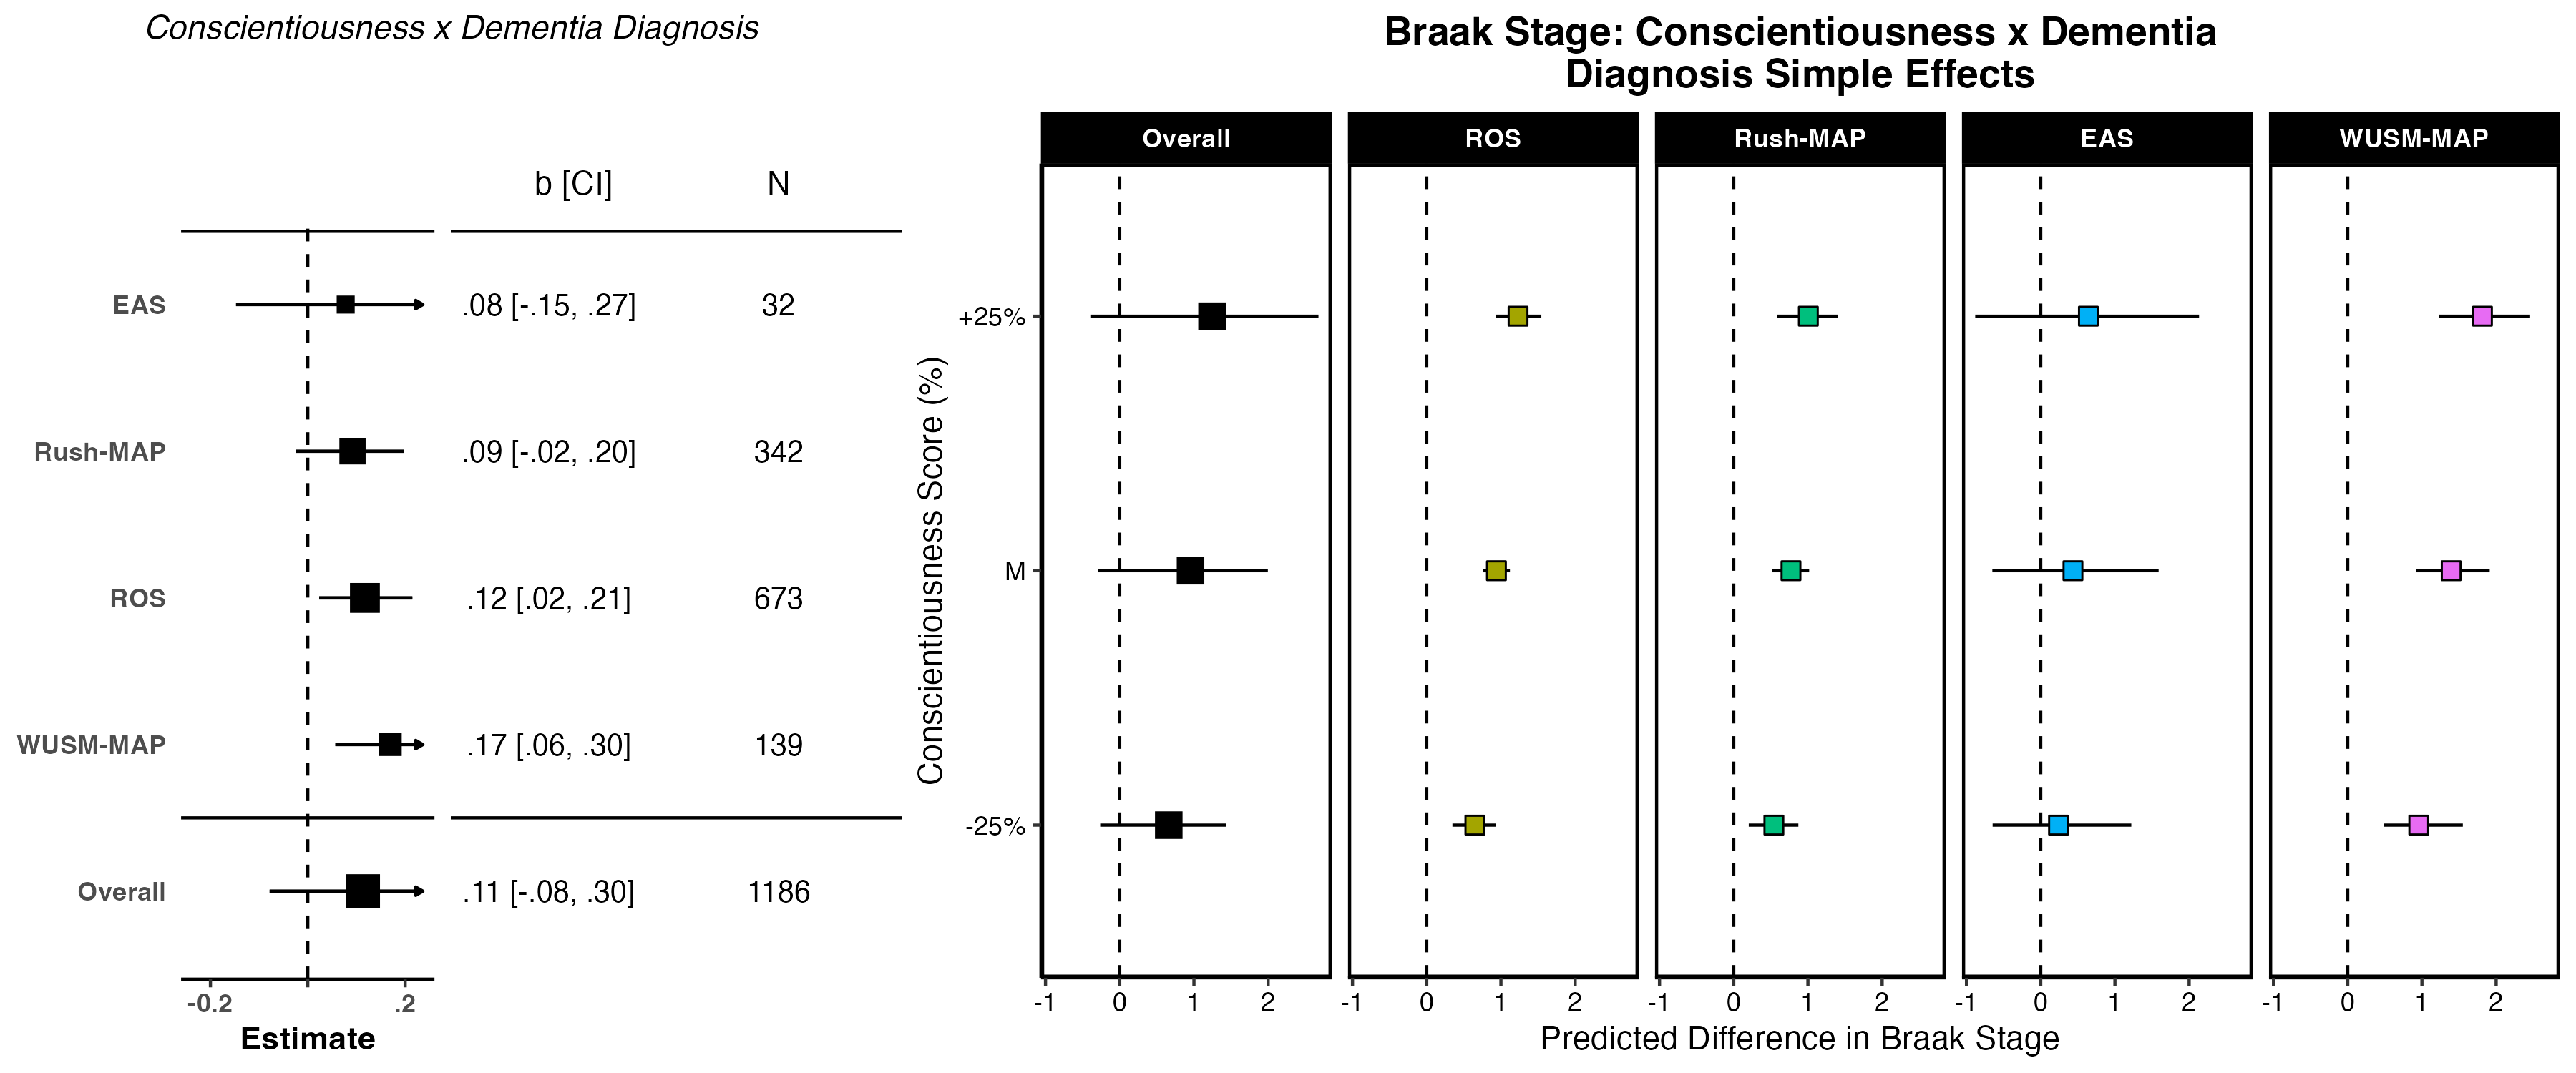 Conscientiousness x Dementia Diagnosis
b [CI] N
EAS .08 [-.15, .27] 32
Rush-MAP .09 [-.02, .20] 342
ROS .12 [.02, .21] 673
WUSM-MAP .17 [.06, .30] 139
Overall .11 [-.08, .30] 1186
-0.2 .2
Estimate
Braak Stage: Conscientiousness x Dementia
Diagnosis Simple Effects
Overall ROS Rush-MAP EAS WUSM-MAP
Conscientiousness Score (%)
+25%
M
-25%
-1 0 1 2 -1 0 1 2 -1 0 1 2 -1 0 1 2 -1 0 1 2
Predicted Difference in Braak Stage